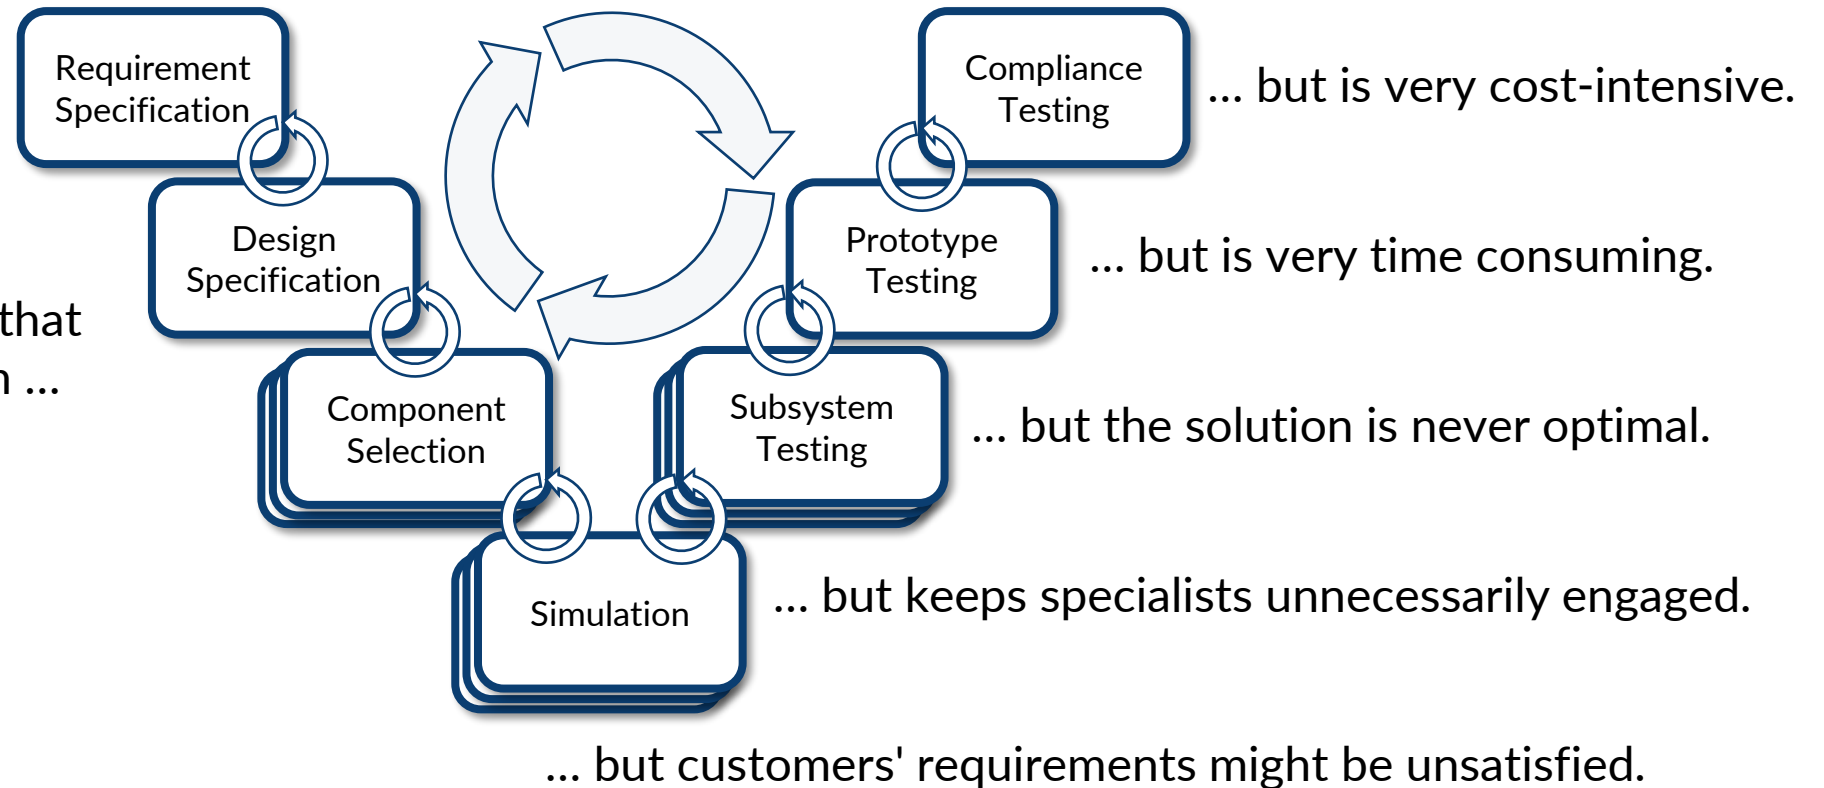 Requirement
Specification
Compliance
Testing
... but is very cost-intensive.
Design
Specification
Prototype
Testing
... but is very time consuming.
that
n ...
Component
Selection
Subsystem
Testing
... but the solution is never optimal.
Simulation
... but keeps specialists unnecessarily engaged.
... but customers' requirements might be unsatisfied.